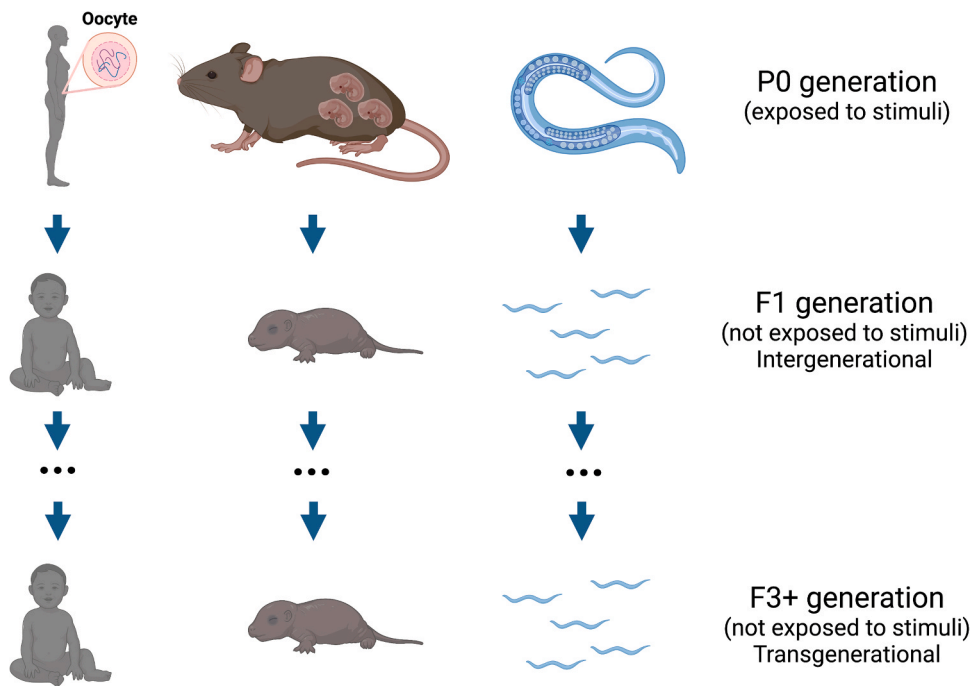 Oocyte
P0 generation
(exposed to stimuli)
F1 generation
(not exposed to stimuli)
Intergenerational
...
...
...
F3+ generation
(not exposed to stimuli)
Transgenerational